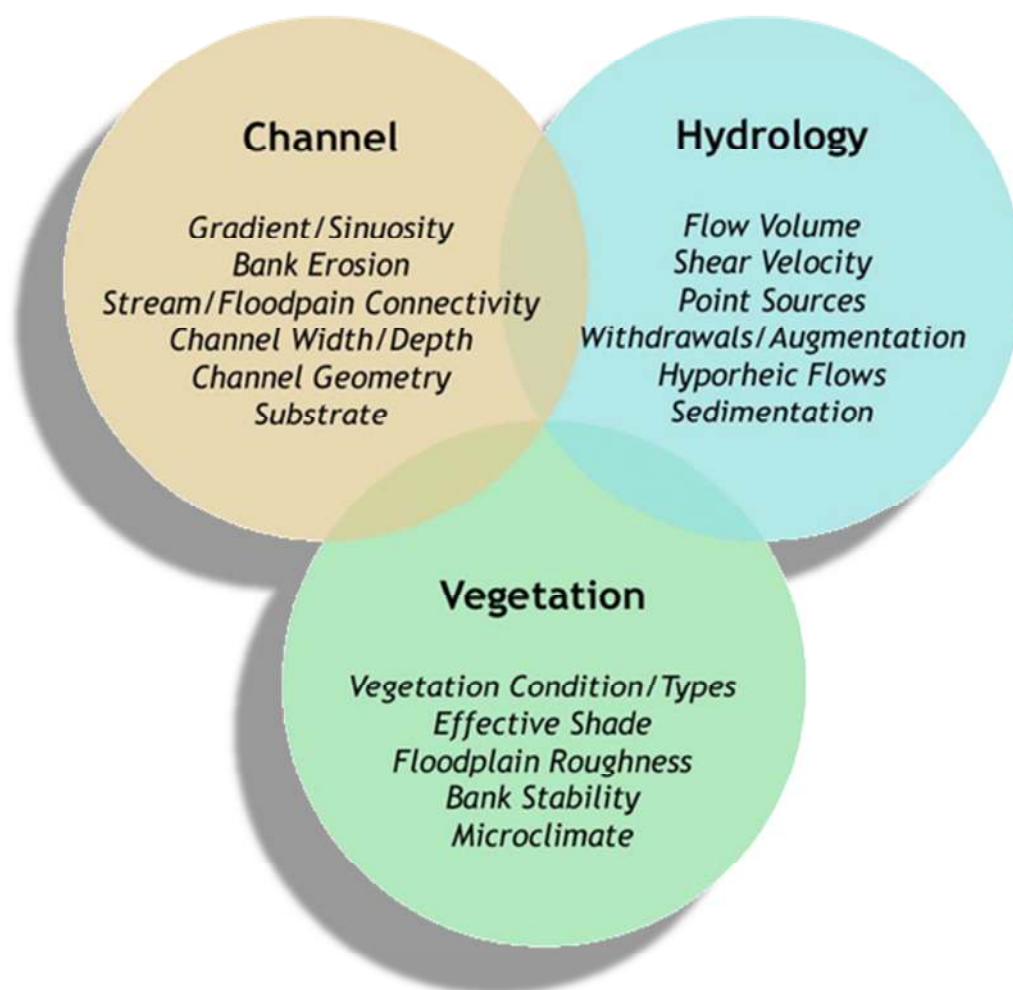 Channel
Gradient/Sinuosity
Bank Erosion
Stream/Floodpain Connectivity
Channel Width/Depth
Channel Geometry
Substrate
Hydrology
Flow Volume
Shear Velocity
Point Sources
Withdrawals/Augmentation
Hyporheic Flows
Sedimentation
Vegetation
Vegetation Condition/Types
Effective Shade
Floodplain Roughness
Bank Stability
Microclimate